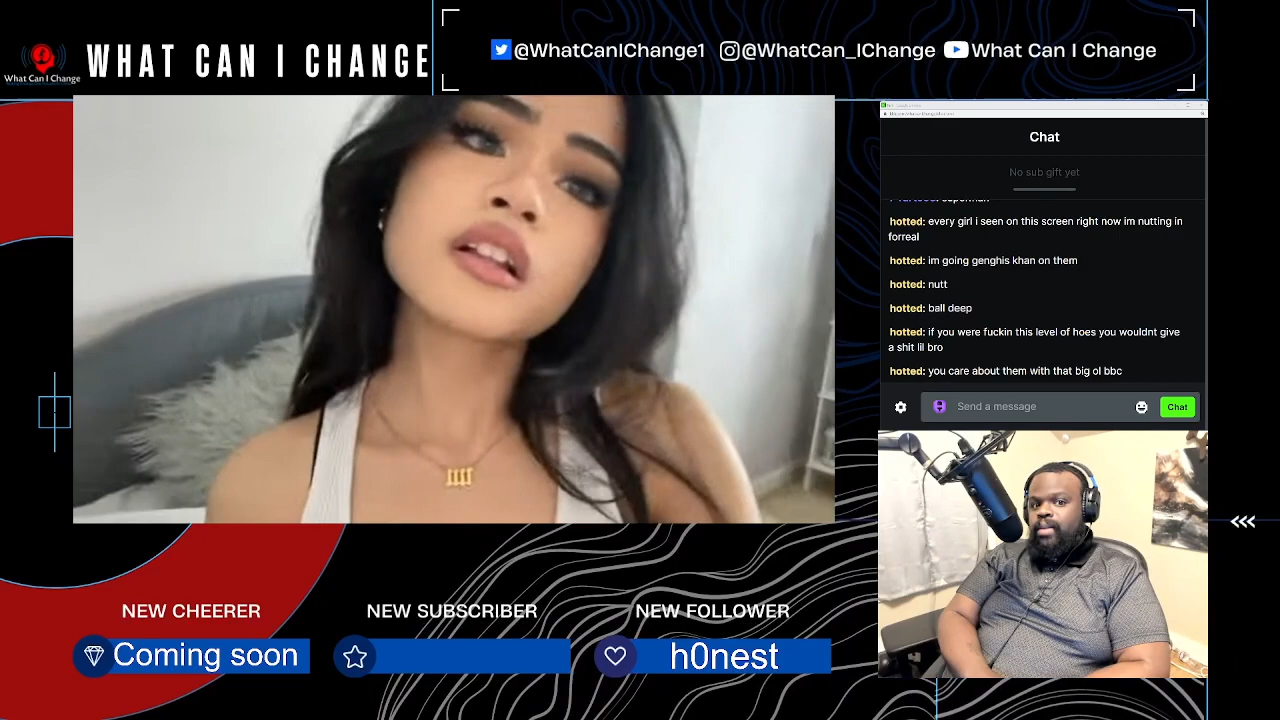 What Can I Change
WHAT CAN I CHANGE
@WhatCanIChange1 @WhatCan_IChange What Can I Change
Chat
No sub gift yet
hotted: every girl i seen on this screen right now im nutting in
forreal
hotted: im going genghis khan on them
hotted: nutt
hotted: ball deep
hotted: if you were fuckin this level of hoes you wouldnt give
a shit lil bro
hotted: you care about them with that big ol bbc
Send a message
Chat
1111
NEW CHEERER
NEW SUBSCRIBER
NEW FOLLOWER
Coming soon
h0nest